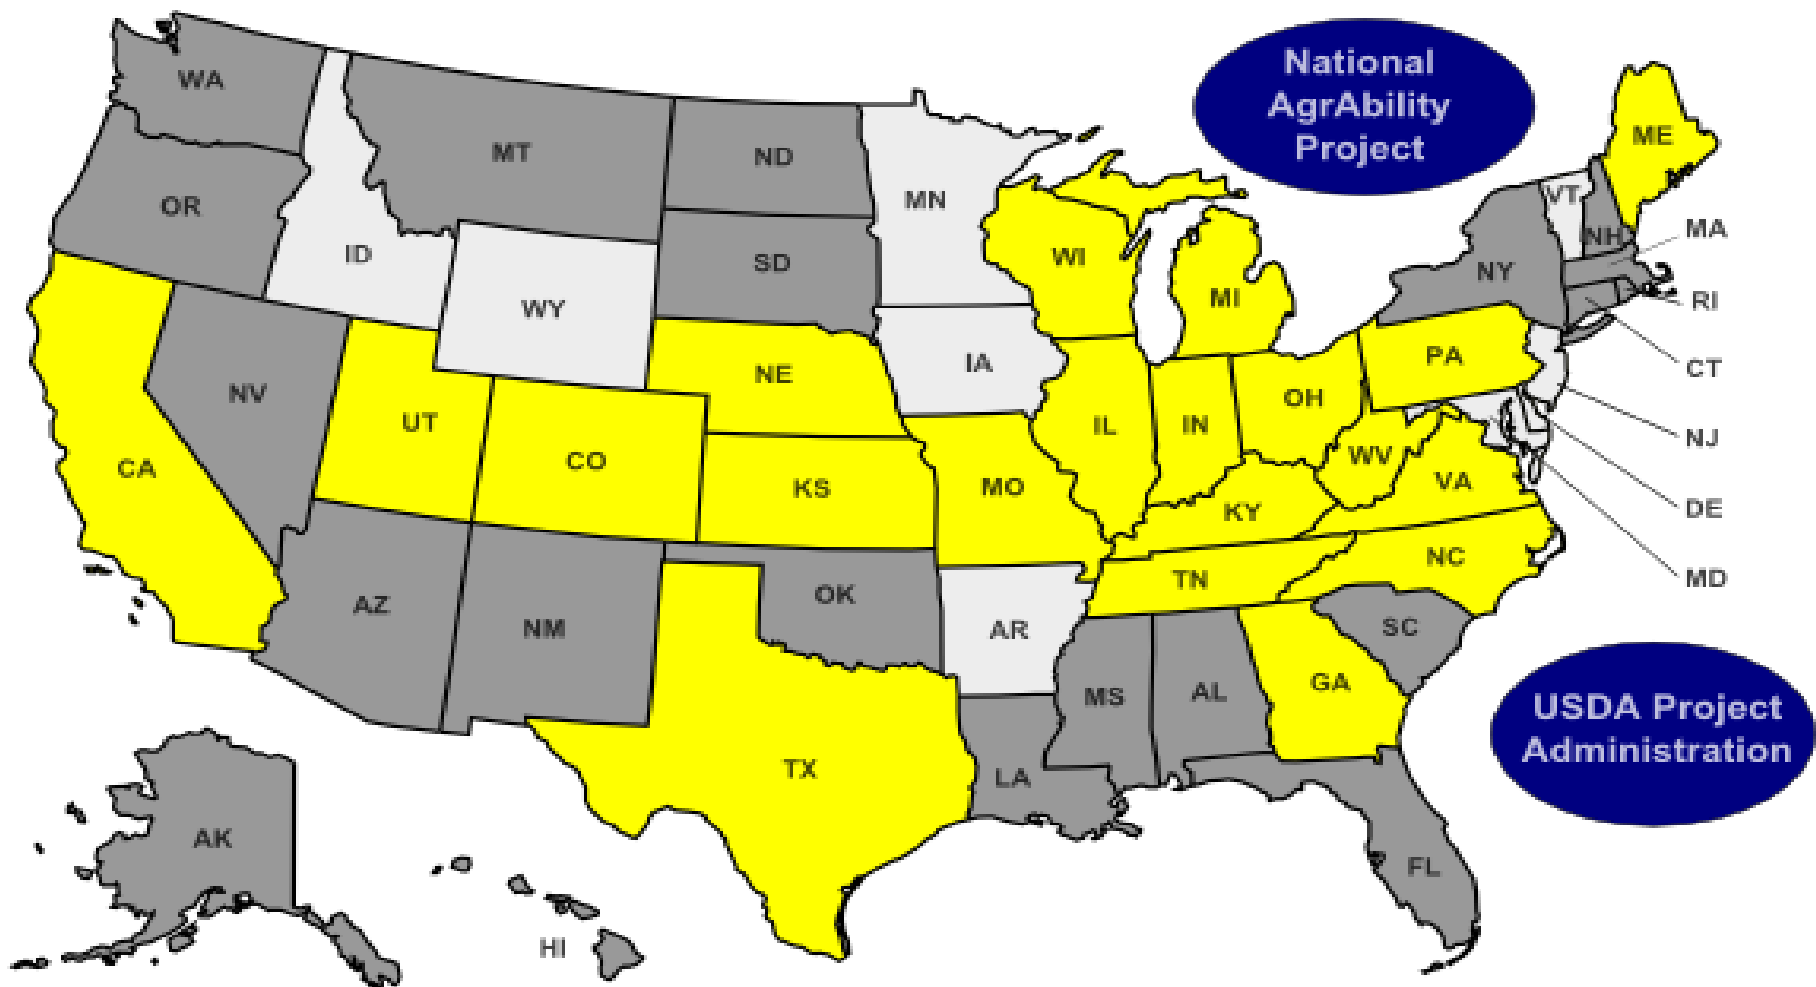 National
AgrAbility
Project
WA
MT
ND
MN
OR
ID
SD
WY
WI
MI
ME
VT
NH
MA
NY
RI
CT
PA
NJ
IA
NE
NV
UT
CO
CA
KS
MO
IL
IN
OH
WV
VA
KY
DE
MD
NC
TN
AZ
NM
OK
AR
SC
MS
AL
GA
TX
LA
FL
AK
HI
USDA Project
Administration